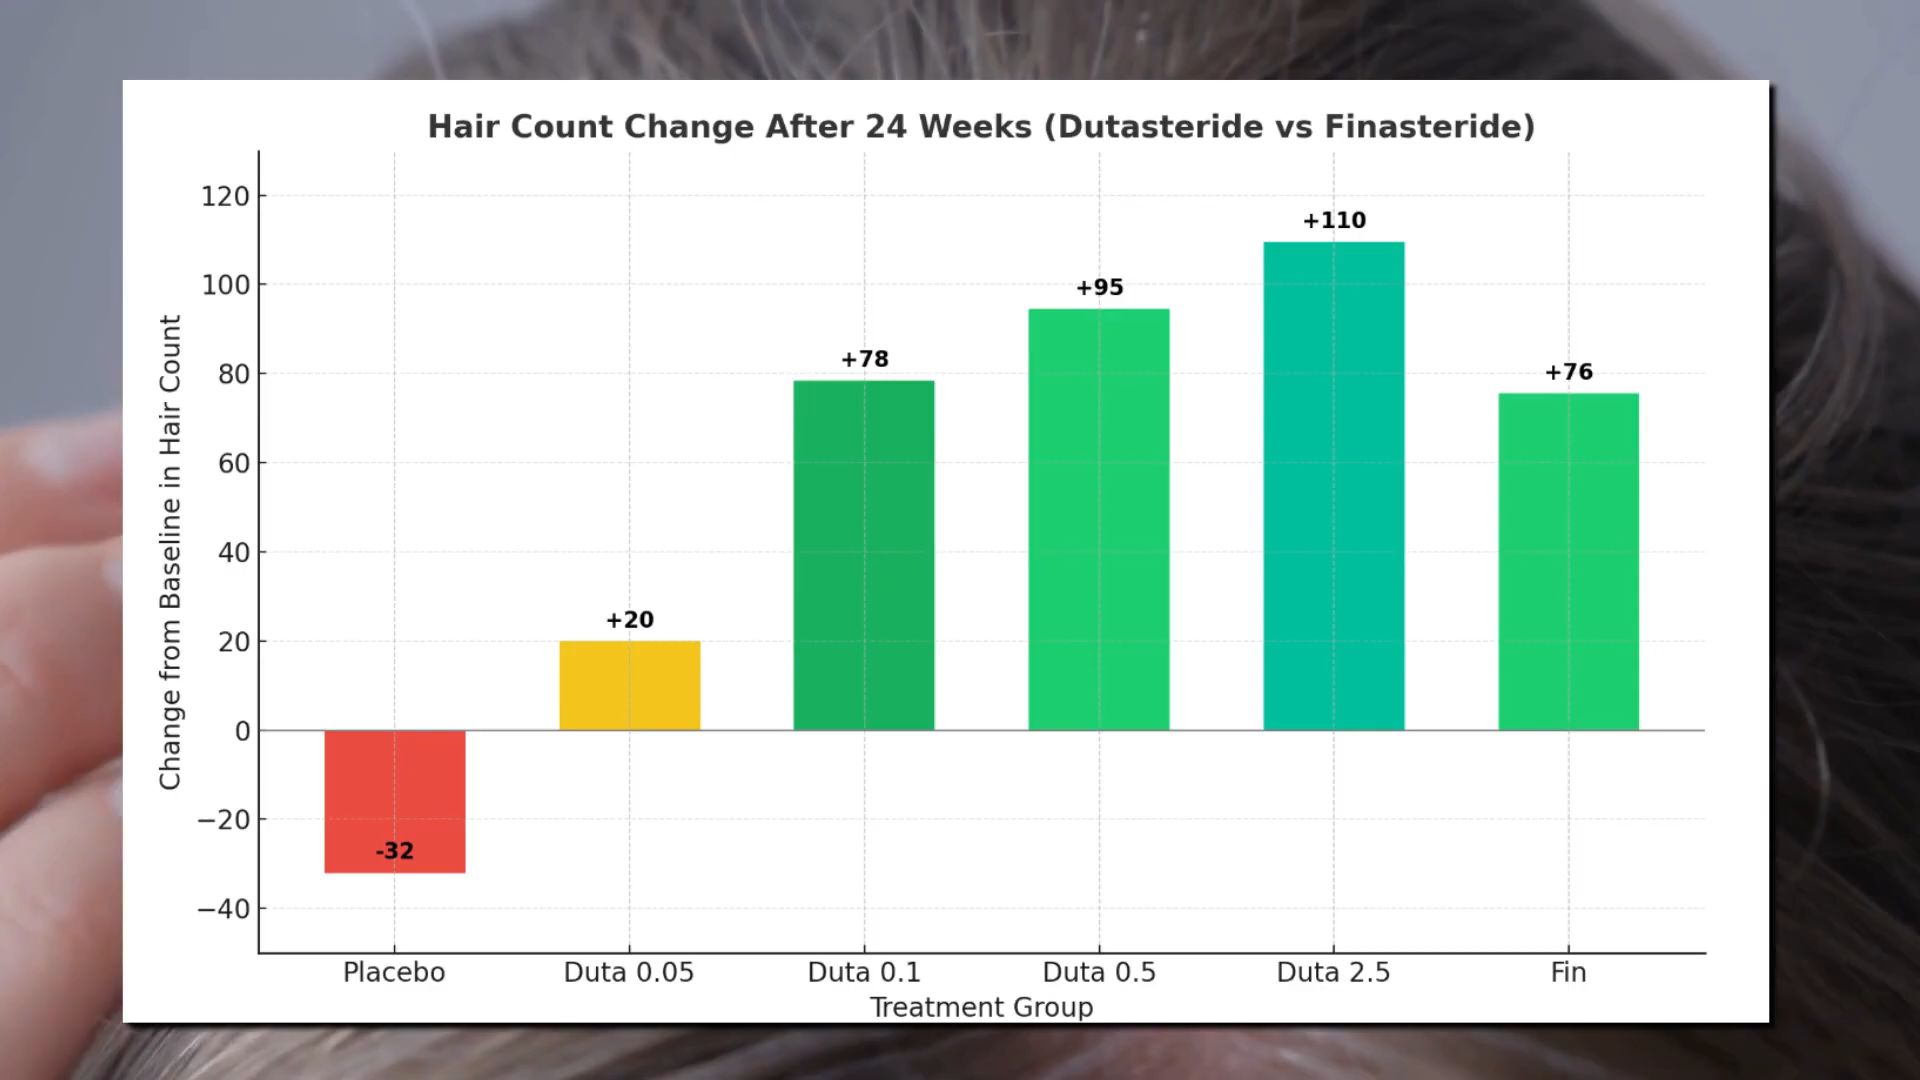 Hair Count Change After 24 Weeks (Dutasteride vs Finasteride)
Change from Baseline in Hair Count
120
100
80
60
40
20
0
−20
−40
-32
+20
+78
+95
+110
+76
Placebo
Duta 0.05
Duta 0.1
Duta 0.5
Duta 2.5
Fin
Treatment Group